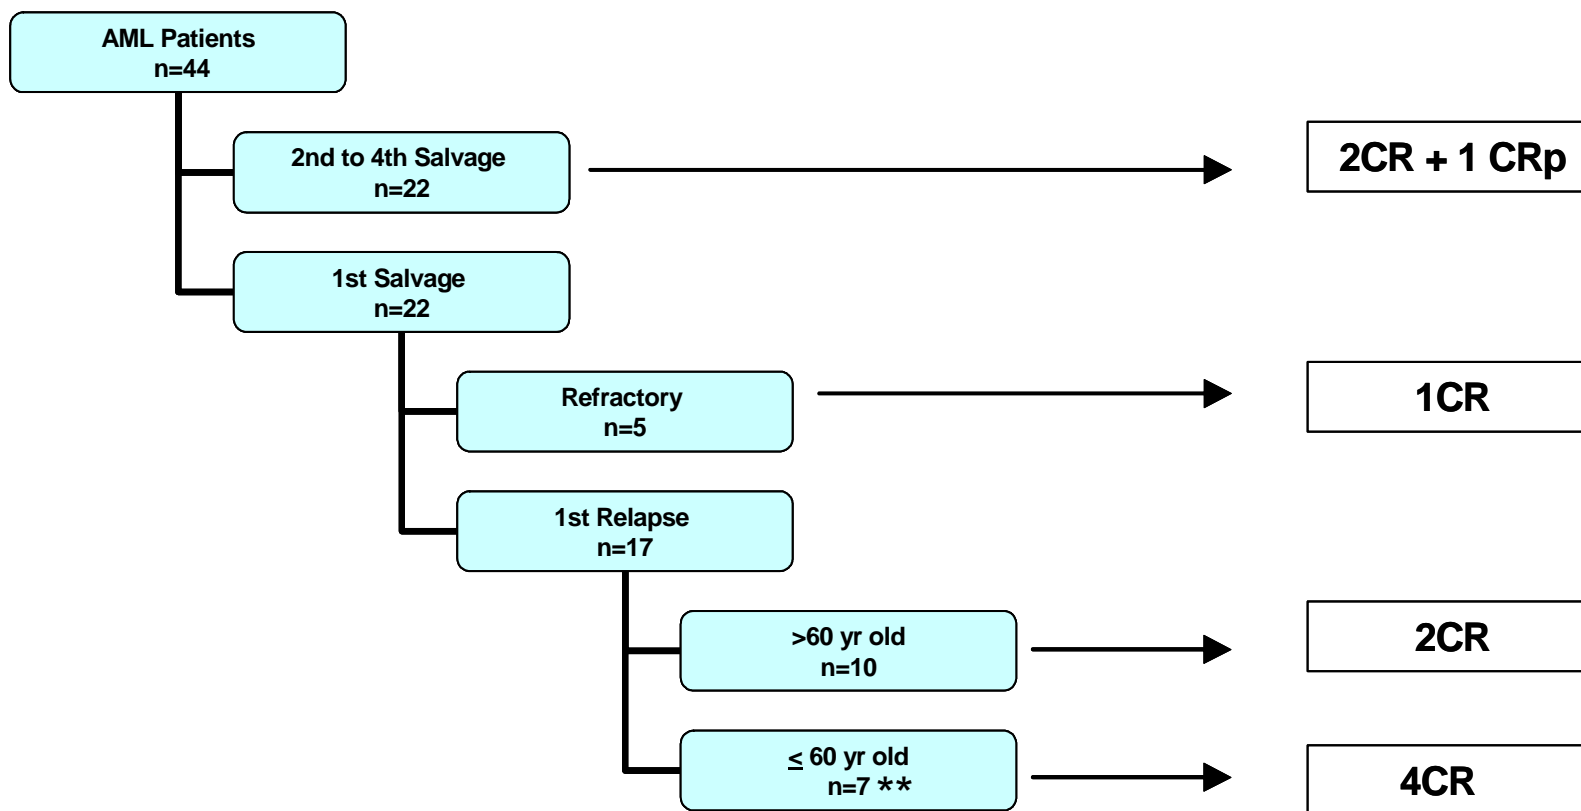 AML Patients
n=44
2nd to 4th Salvage
n=22
2CR + 1 CRp
1st Salvage
n=22
Refractory
n=5
1CR
1st Relapse
n=17
>60 yr old
n=10
2CR
≤ 60 yr old
n=7 **
4CR